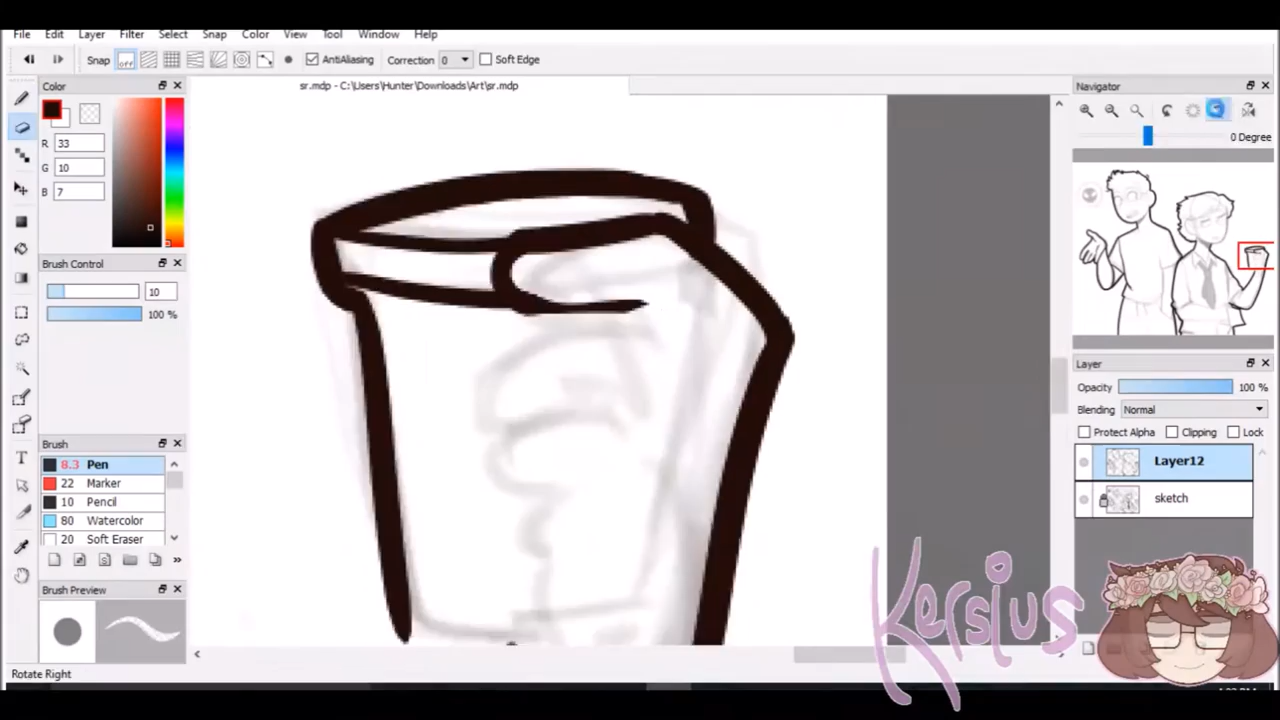 File Edit Layer Filter Select Snap Color View Tool Window Help
Snap off AntiAliasing Correction 0 Soft Edge
Color
sr.mdp - C:\Users\Hunter\Downloads\Art\sr.mdp
Navigator
R 33
G 10
B 7
0 Degree
Brush Control
10
100 %
Layer
Opacity 100 %
Blending Normal
Protect Alpha Clipping Lock
Layer12
sketch
Brush
8.3 Pen
22 Marker
10 Pencil
80 Watercolor
20 Soft Eraser
Brush Preview
Kersius
Rotate Right